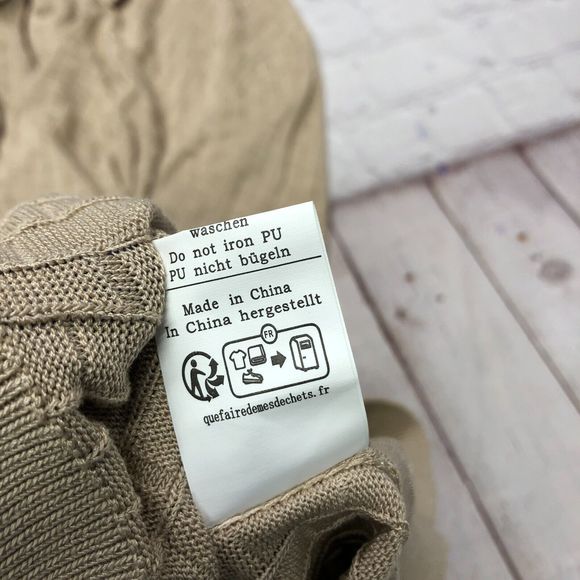 waschen
Do not iron PU
PU nicht bügeln
Made in China
In China hergestellt
FR
quefairedemesdechets.fr